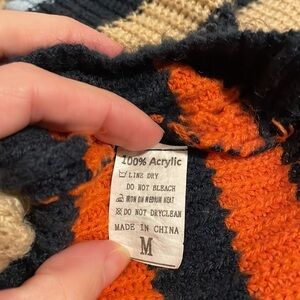 100% Acrylic
LINE DRY
DO NOT BLEACH
IRON ON MEDIUM HEAT
DO NOT DRYCLEAN
MADE IN CHINA
M